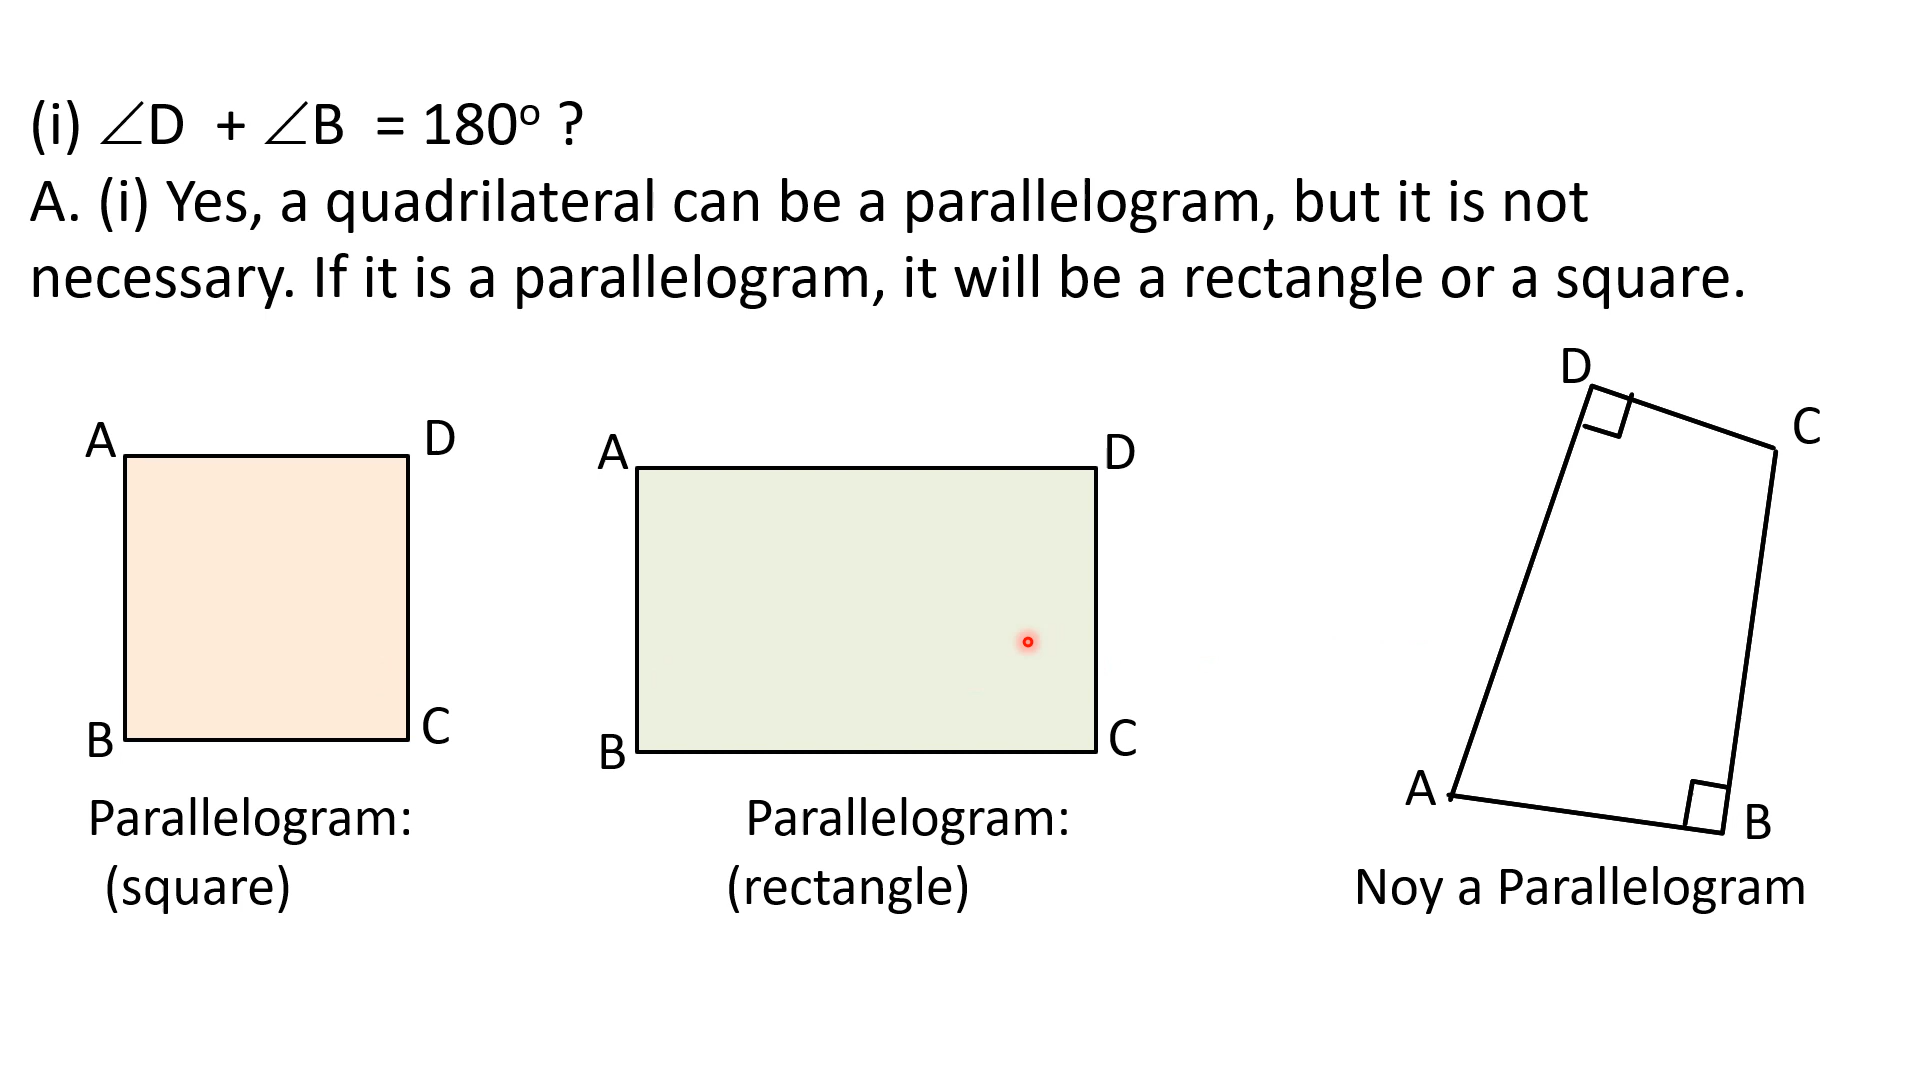 (i) ∠D + ∠B = 180º ?
A. (i) Yes, a quadrilateral can be a parallelogram, but it is not
necessary. If it is a parallelogram, it will be a rectangle or a square.
A
D
B
C
Parallelogram:
(square)
A
D
B
C
Parallelogram:
(rectangle)
D
C
A
B
Noy a Parallelogram